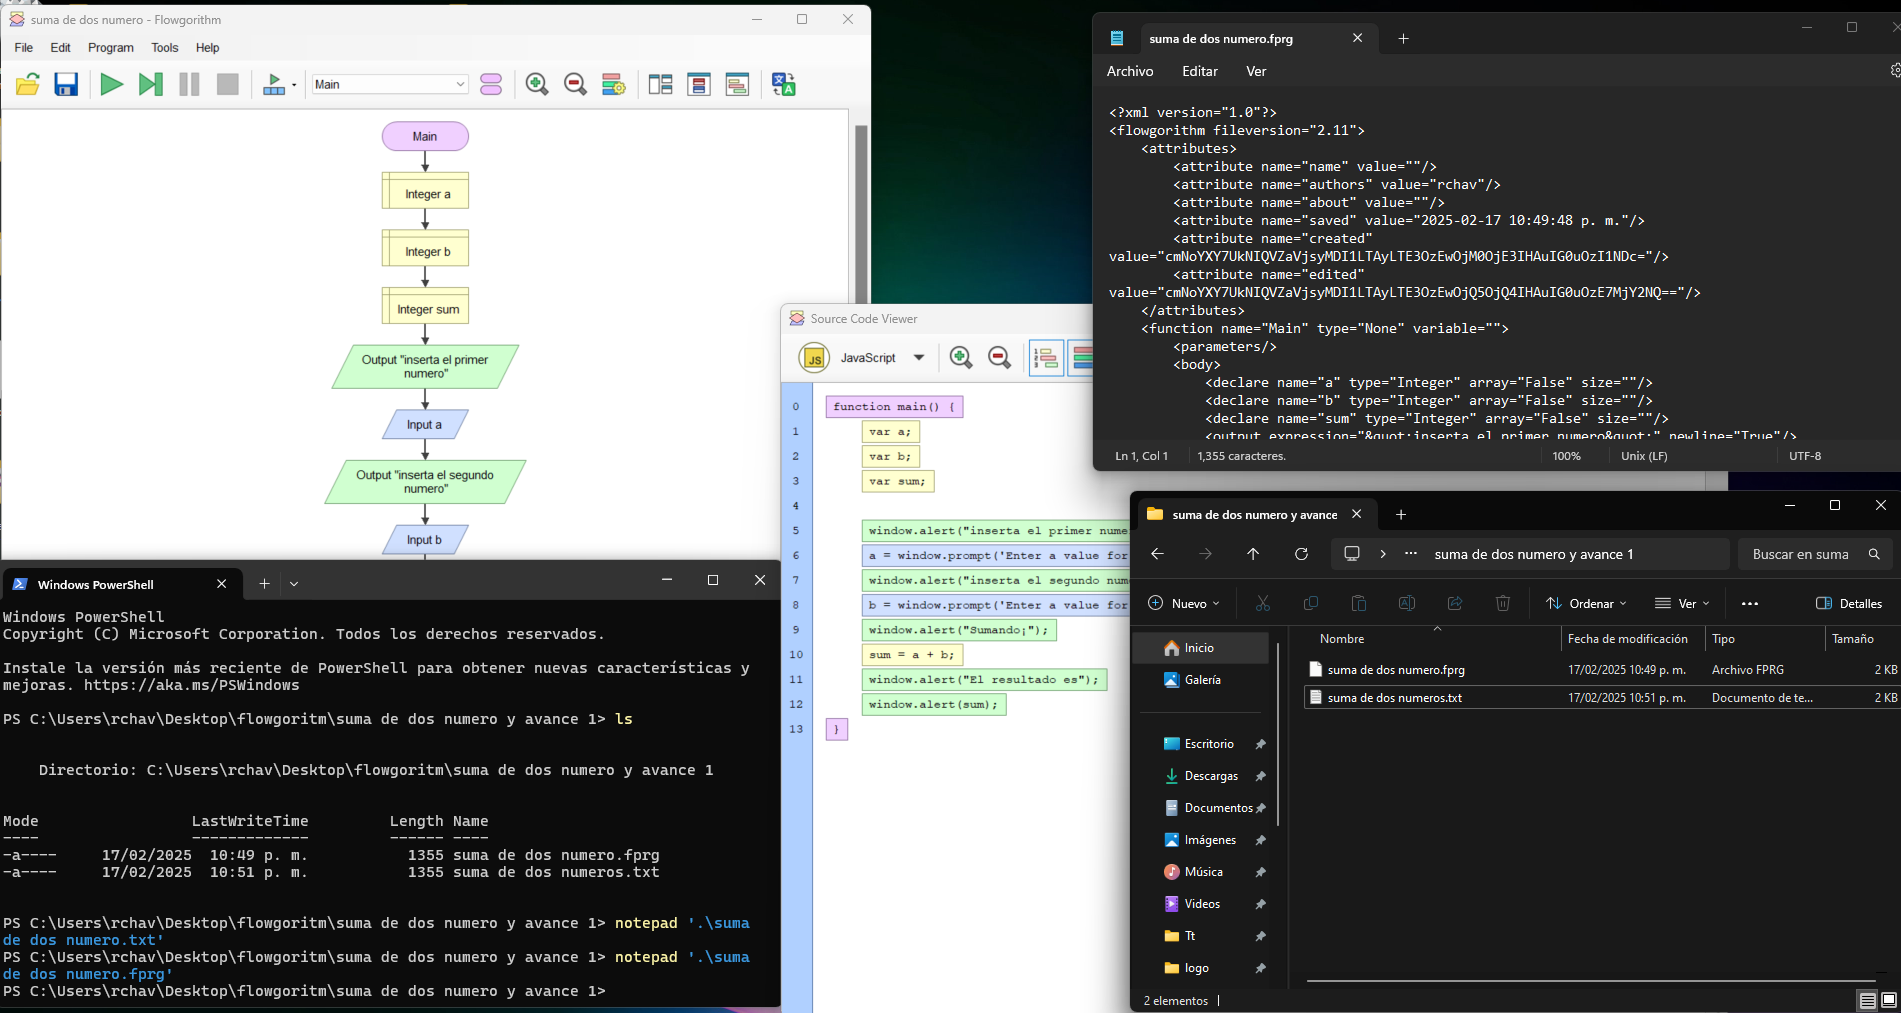 suma de dos numero - Flowgorithm
File Edit Program Tools Help
Main
Main
Integer a
Integer b
Integer sum
Output "inserta el primer
numero"
Input a
Output "inserta el segundo
numero"
Input b
suma de dos numero.fprg
Archivo Editar Ver
<?xml version="1.0"?>
<flowgorithm fileversion="2.11">
<attributes>
<attribute name="name" value=""/>
<attribute name="authors" value="rchav"/>
<attribute name="about" value=""/>
<attribute name="saved" value="2025-02-17 10:49:48 p. m."/>
<attribute name="created"
value="cmNoYXY7UkNIQVZaVjsyMDI1LTAyLTE3OzEwOjM0OjE3IHAuIG0uOzI1NDc="/>
<attribute name="edited"
value="cmNoYXY7UkNIQVZaVjsyMDI1LTAyLTE3OzEwOjQ5OjQ4IHAuIG0uOzE7MjY2NQ=="/>
</attributes>
<function name="Main" type="None" variable="">
<parameters/>
<body>
<declare name="a" type="Integer" array="False" size=""/>
<declare name="b" type="Integer" array="False" size=""/>
<declare name="sum" type="Integer" array="False" size=""/>
<output expression="&quot;inserta el primer numero&quot;" newline="True"/>
Ln 1, Col 1 1,355 caracteres. 100% Unix (LF) UTF-8
Source Code Viewer
JS JavaScript
0 function main() {
1 var a;
2 var b;
3 var sum;
4
5 window.alert("inserta el primer nume
6 a = window.prompt('Enter a value for
7 window.alert("inserta el segundo num
8 b = window.prompt('Enter a value for
9 window.alert("Sumando¡");
10 sum = a + b;
11 window.alert("El resultado es");
12 window.alert(sum);
13 }
Windows PowerShell
Windows PowerShell
Copyright (C) Microsoft Corporation. Todos los derechos reservados.
Instale la versión más reciente de PowerShell para obtener nuevas características y
mejoras. https://aka.ms/PSWindows
PS C:\Users\rchav\Desktop\flowgoritm\suma de dos numero y avance 1> ls
Directorio: C:\Users\rchav\Desktop\flowgoritm\suma de dos numero y avance 1
Mode LastWriteTime Length Name
---- ------------- ------ ----
-a---- 17/02/2025 10:49 p. m. 1355 suma de dos numero.fprg
-a---- 17/02/2025 10:51 p. m. 1355 suma de dos numeros.txt
PS C:\Users\rchav\Desktop\flowgoritm\suma de dos numero y avance 1> notepad '.\suma
de dos numero.txt'
PS C:\Users\rchav\Desktop\flowgoritm\suma de dos numero y avance 1> notepad '.\suma
de dos numero.fprg'
PS C:\Users\rchav\Desktop\flowgoritm\suma de dos numero y avance 1>
suma de dos numero y avance
suma de dos numero y avance 1 Buscar en suma
Nuevo Ordenar Ver Detalles
Inicio
Galería
Escritorio
Descargas
Documentos
Imágenes
Música
Videos
Tt
logo
Nombre Fecha de modificación Tipo Tamaño
suma de dos numero.fprg 17/02/2025 10:49 p. m. Archivo FPRG 2 KB
suma de dos numeros.txt 17/02/2025 10:51 p. m. Documento de te... 2 KB
2 elementos